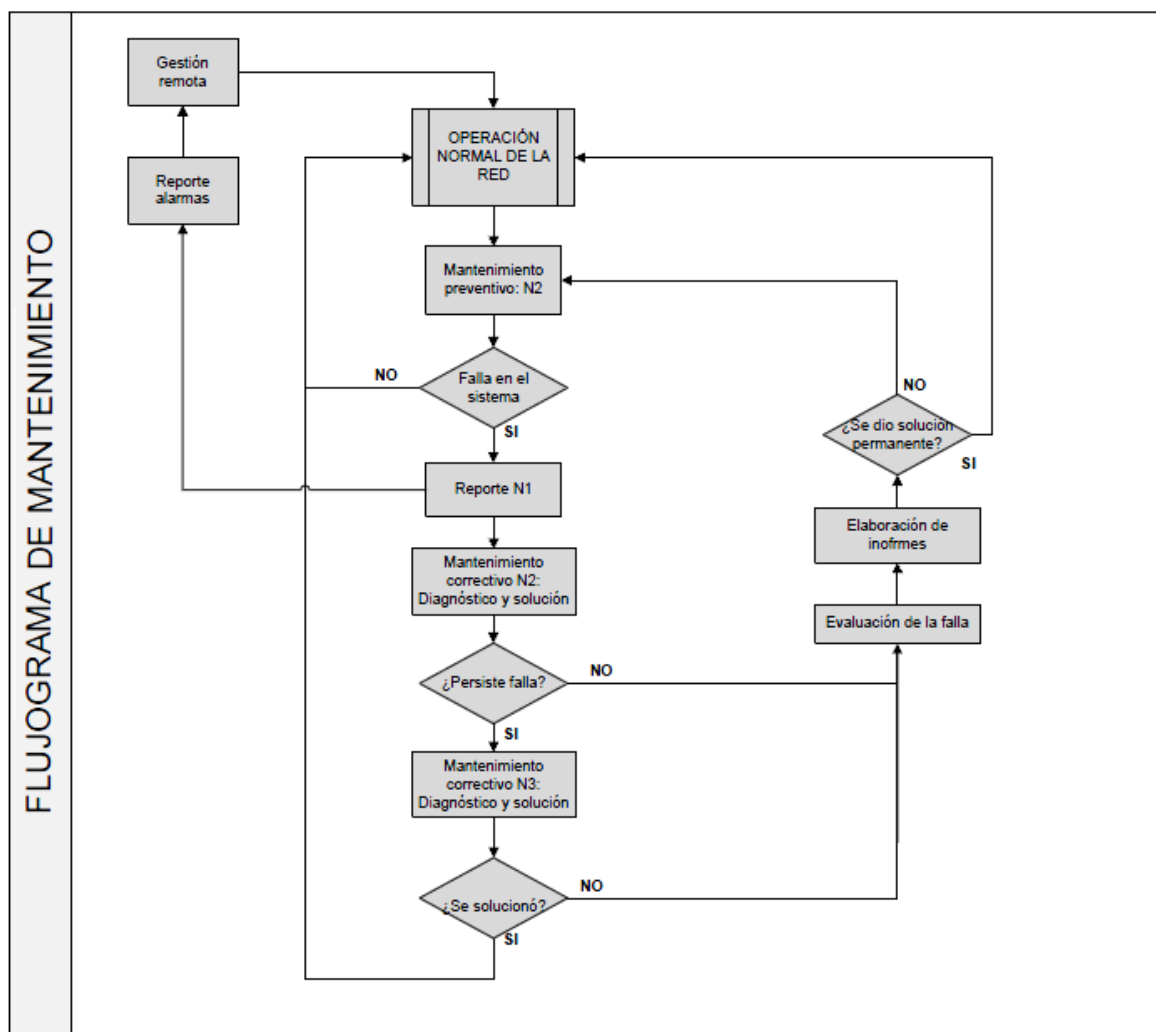 FLUJOGRAMA DE MANTENIMIENTO
Gestión
remota
OPERACIÓN
NORMAL DE LA
RED
Reporte
alarmas
Mantenimiento
preventivo: N2
NO
Falla en el
sistema
SI
Reporte N1
Mantenimiento
correctivo N2:
Diagnóstico y solución
¿Persiste falla?
NO
SI
Mantenimiento
correctivo N3:
Diagnóstico y solución
¿Se solucionó?
NO
SI
Evaluación de la falla
Elaboración de
inofrmes
¿Se dio solución
permanente?
NO
SI